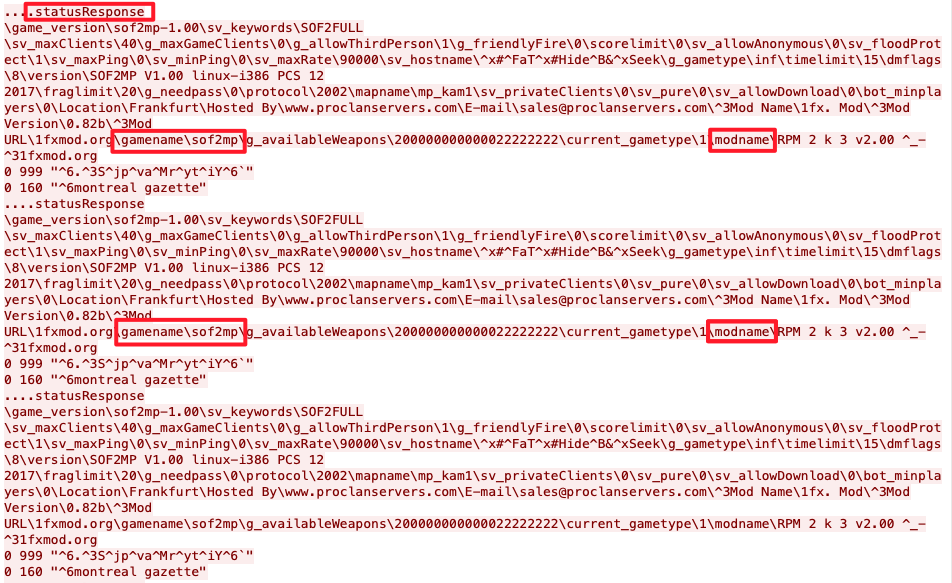 ....statusResponse
\game_version\sof2mp-1.00\sv_keywords\SOF2FULL
\sv_maxClients\40\g_maxGameClients\0\g_allowThirdPerson\1\g_friendlyFire\0\scorelimit\0\sv_allowAnonymous\0\sv_floodProt
ect\1\sv_maxPing\0\sv_minPing\0\sv_maxRate\90000\sv_hostname\^x#^FaT^x#Hide^B&^xSeek\g_gametype\inf\timelimit\15\dmflags
\8\version\SOF2MP V1.00 linux-i386 PCS 12
2017\fraglimit\20\g_needpass\0\protocol\2002\mapname\mp_kam1\sv_privateClients\0\sv_pure\0\sv_allowDownload\0\bot_minpla
yers\0\Location\Frankfurt\Hosted By\www.proclanservers.com\E-mail\sales@proclanservers.com\^3Mod Name\1fx. Mod\^3Mod
Version\0.82b\^3Mod
URL\1fxmod.org\gamename\sof2mp\g_availableWeapons\200000000000022222222\current_gametype\1\modname\RPM 2 k 3 v2.00 ^_-
^31fxmod.org
0 999 "^6.^3S^jp^va^Mr^yt^iY^6`"
0 160 "^6montreal gazette"
....statusResponse
\game_version\sof2mp-1.00\sv_keywords\SOF2FULL
\sv_maxClients\40\g_maxGameClients\0\g_allowThirdPerson\1\g_friendlyFire\0\scorelimit\0\sv_allowAnonymous\0\sv_floodProt
ect\1\sv_maxPing\0\sv_minPing\0\sv_maxRate\90000\sv_hostname\^x#^FaT^x#Hide^B&^xSeek\g_gametype\inf\timelimit\15\dmflags
\8\version\SOF2MP V1.00 linux-i386 PCS 12
2017\fraglimit\20\g_needpass\0\protocol\2002\mapname\mp_kam1\sv_privateClients\0\sv_pure\0\sv_allowDownload\0\bot_minpla
yers\0\Location\Frankfurt\Hosted By\www.proclanservers.com\E-mail\sales@proclanservers.com\^3Mod Name\1fx. Mod\^3Mod
Version\0.82b\^3Mod
URL\1fxmod.org\gamename\sof2mp\g_availableWeapons\200000000000022222222\current_gametype\1\modname\RPM 2 k 3 v2.00 ^_-
^31fxmod.org
0 999 "^6.^3S^jp^va^Mr^yt^iY^6`"
0 160 "^6montreal gazette"
....statusResponse
\game_version\sof2mp-1.00\sv_keywords\SOF2FULL
\sv_maxClients\40\g_maxGameClients\0\g_allowThirdPerson\1\g_friendlyFire\0\scorelimit\0\sv_allowAnonymous\0\sv_floodProt
ect\1\sv_maxPing\0\sv_minPing\0\sv_maxRate\90000\sv_hostname\^x#^FaT^x#Hide^B&^xSeek\g_gametype\inf\timelimit\15\dmflags
\8\version\SOF2MP V1.00 linux-i386 PCS 12
2017\fraglimit\20\g_needpass\0\protocol\2002\mapname\mp_kam1\sv_privateClients\0\sv_pure\0\sv_allowDownload\0\bot_minpla
yers\0\Location\Frankfurt\Hosted By\www.proclanservers.com\E-mail\sales@proclanservers.com\^3Mod Name\1fx. Mod\^3Mod
Version\0.82b\^3Mod
URL\1fxmod.org\gamename\sof2mp\g_availableWeapons\200000000000022222222\current_gametype\1\modname\RPM 2 k 3 v2.00 ^_-
^31fxmod.org
0 999 "^6.^3S^jp^va^Mr^yt^iY^6`"
0 160 "^6montreal gazette"